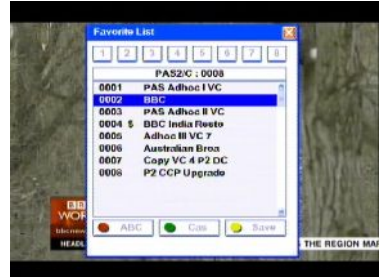 Favorite List
1 2 3 4 5 6 7 8
PAS2/C : 0008
0001 PAS Adhoc I VC
0002 BBC
0003 PAS Adhoc II VC
0004 $ BBC India Resto
0005 Adhoc III VC 7
0006 Australian Broa
0007 Copy VC 4 P2 DC
0008 P2 CCP Upgrade
ABC Cas Save
BB
WOR
bbcnews
HEADL THE REGION MAR